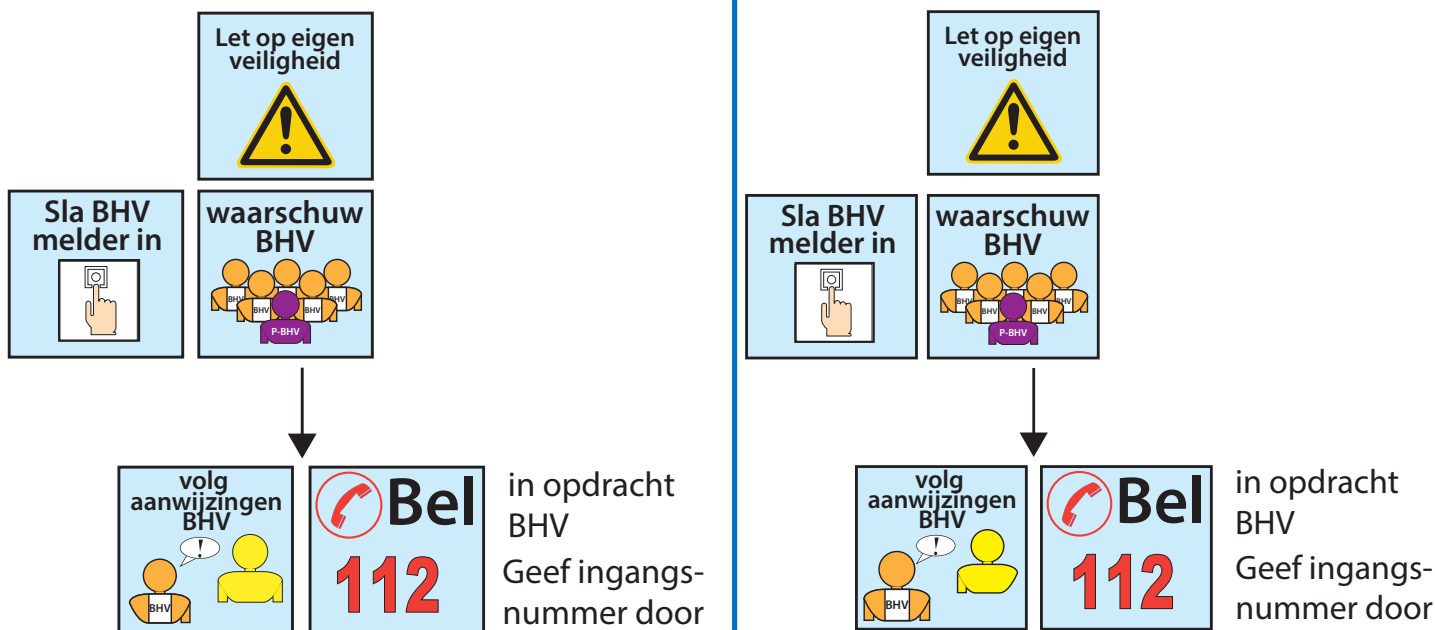 Let op eigen
veiligheid
!
Sla BHV
melder in
waarschuw
BHV
BHV
BHV
BHV
BHV
P-BHV
volg
aanwijzingen
BHV
!
BHV
Bel
112
in opdracht
BHV
Geef ingangs-
nummer door
Let op eigen
veiligheid
!
Sla BHV
melder in
waarschuw
BHV
BHV
BHV
BHV
BHV
P-BHV
volg
aanwijzingen
BHV
!
BHV
Bel
112
in opdracht
BHV
Geef ingangs-
nummer door